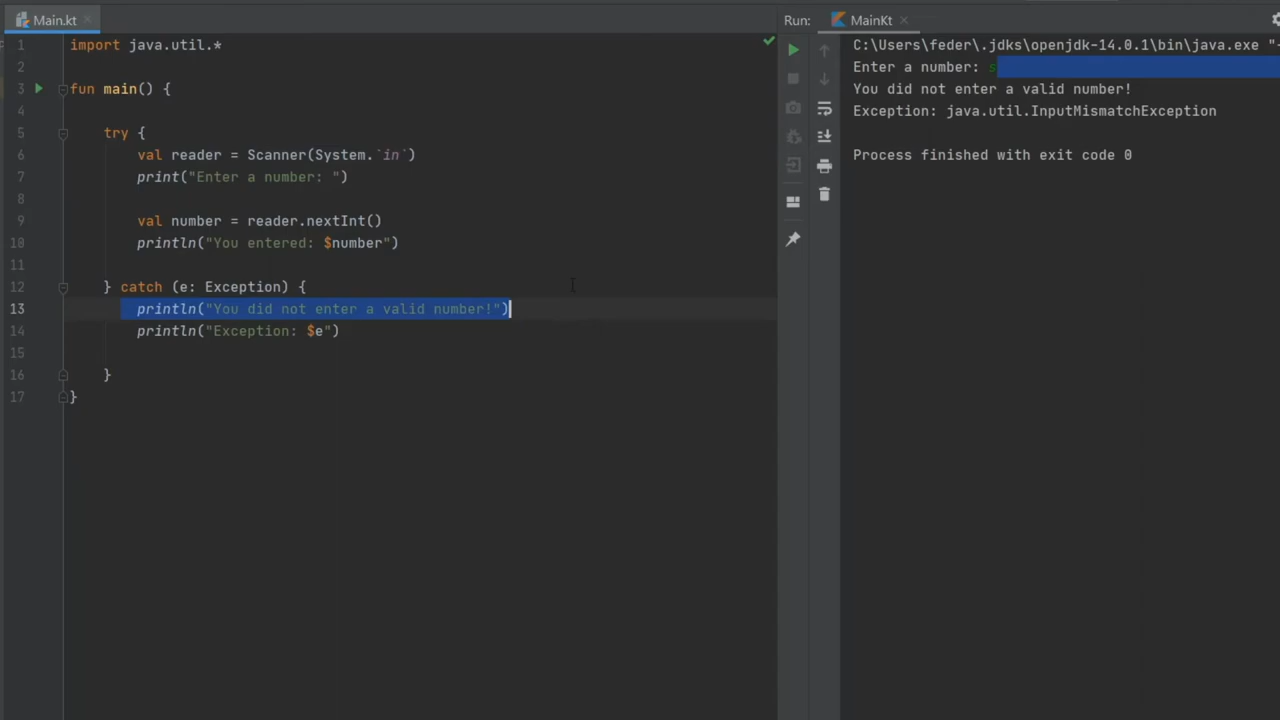 Main.kt
1 import java.util.*
2
3 fun main() {
4
5 try {
6 val reader = Scanner(System.`in`)
7 print("Enter a number: ")
8
9 val number = reader.nextInt()
10 println("You entered: $number")
11
12 } catch (e: Exception) {
13 println("You did not enter a valid number!")
14 println("Exception: $e")
15
16 }
17 }
Run: MainKt
C:\Users\feder\.jdks\openjdk-14.0.1\bin\java.exe "-
Enter a number: s
You did not enter a valid number!
Exception: java.util.InputMismatchException
Process finished with exit code 0